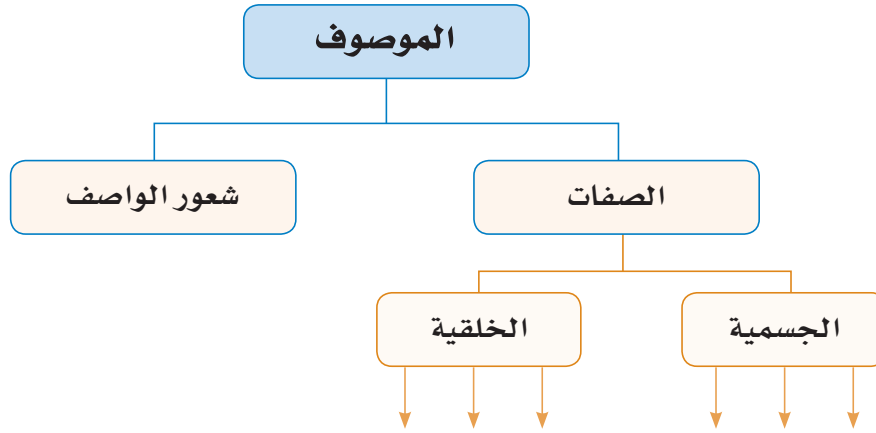 الموصوف
الصفات
شعور الواصف
الجسمية
الخلقية